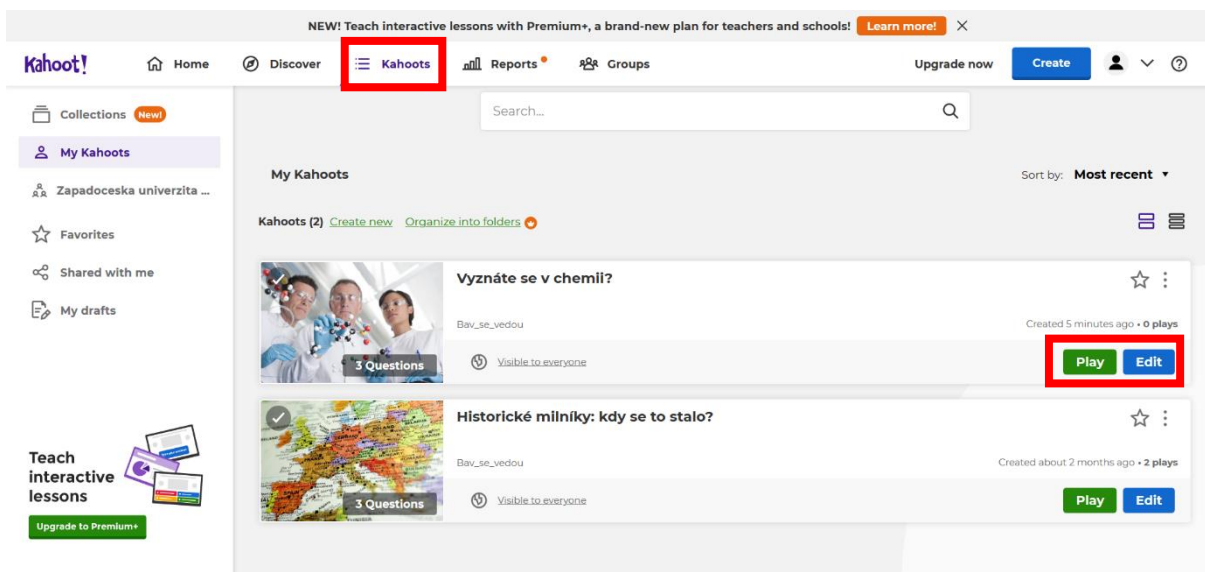 NEW! Teach interactive lessons with Premium+, a brand-new plan for teachers and schools! Learn more!
Kahoot! Home Discover Kahoots Reports Groups Upgrade now Create
Search...
Collections New!
My Kahoots
Zapadoceska univerzita ...
Favorites
Shared with me
My drafts
Teach
interactive
lessons
Upgrade to Premium+
My Kahoots Sort by: Most recent
Kahoots (2) Create new Organize into folders
Vyznáte se v chemii?
Bav_se_vedou Created 5 minutes ago • 0 plays
3 Questions Visible to everyone Play Edit
Historické milníky: kdy se to stalo?
Bav_se_vedou Created about 2 months ago • 2 plays
3 Questions Visible to everyone Play Edit